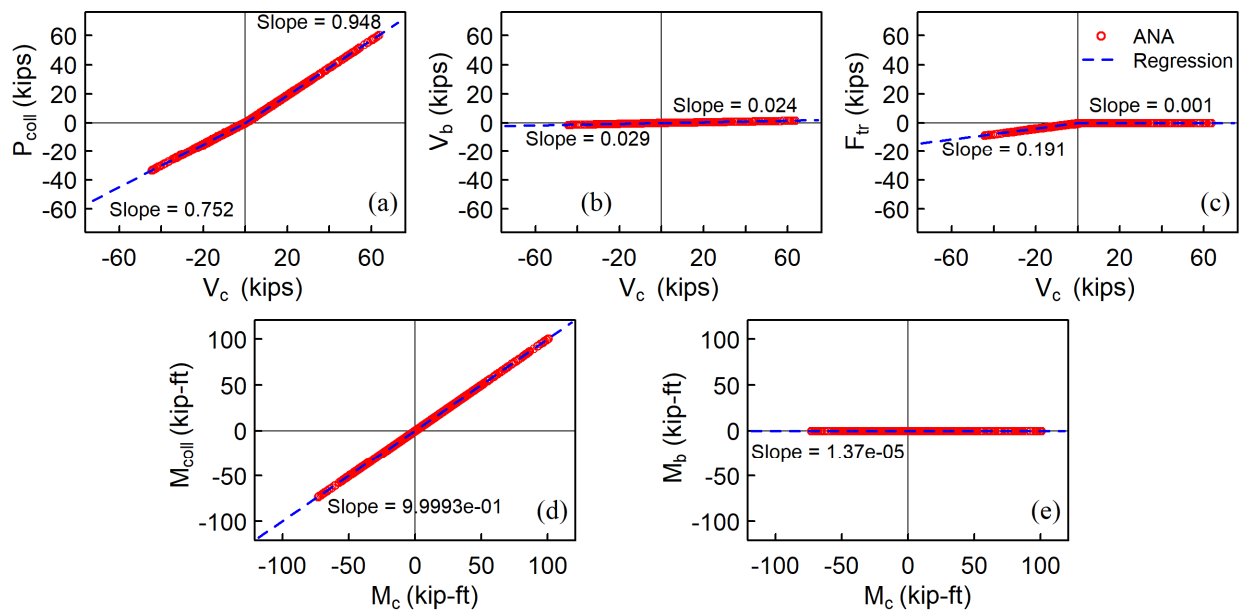 Slope = 0.948
60
40
20
0
-20
-40
-60
P_coll (kips)
Slope = 0.752
(a)
-60
-20
0
20
40
60
V_c (kips)
60
40
20
0
-20
-40
-60
V_b (kips)
Slope = 0.024
Slope = 0.029
(b)
-60
-20
0
20
60
V_c (kips)
60
40
20
0
-20
-40
-60
F_tr (kips)
ANA
Regression
Slope = 0.001
Slope = 0.191
(c)
-60
-20
0
20
60
V_c (kips)
100
50
0
-50
-100
M_coll (kip-ft)
Slope = 9.9993e-01
(d)
-100
-50
0
50
100
M_c (kip-ft)
100
50
0
-50
-100
M_b (kip-ft)
Slope = 1.37e-05
(e)
-100
-50
0
50
100
M_c (kip-ft)